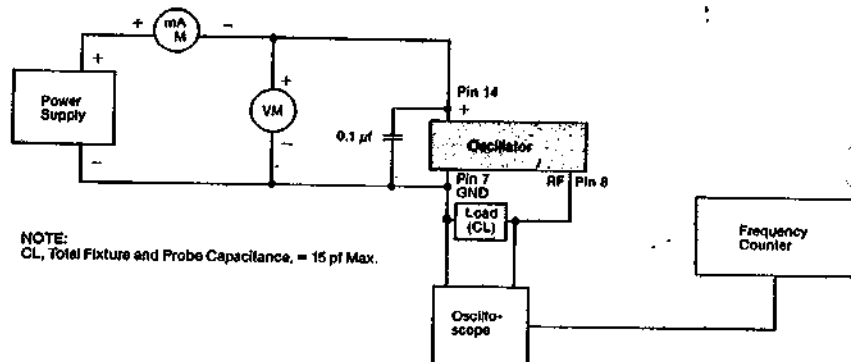 +
mA
M
−
+
Power
Supply
−
+
VM
−
Pin 14
+
0.1 µf
Oscillator
Pin 7
GND
RF
Pin 8
Load
(CL)
NOTE:
CL, Total Fixture and Probe Capacitance, = 15 pf Max.
Frequency
Counter
Oscillo-
scope